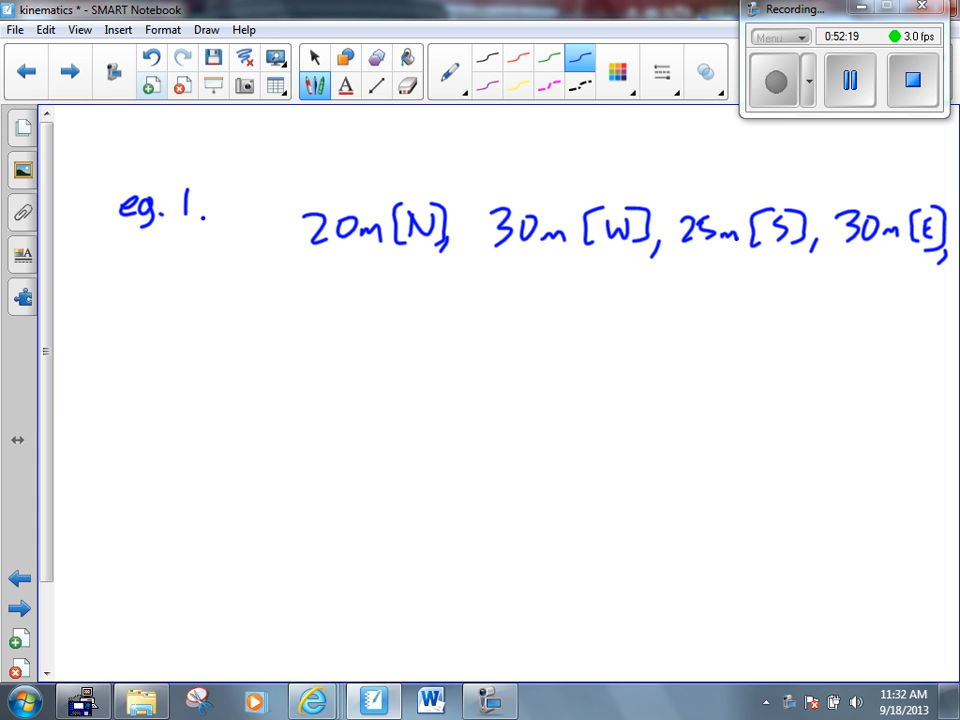 kinematics * - SMART Notebook
Recording...
File Edit View Insert Format Draw Help
Menu 0:52:19 3.0 fps
eg. 1. 20m [N], 30m [W], 25m [S], 30m [E],
11:32 AM
9/18/2013